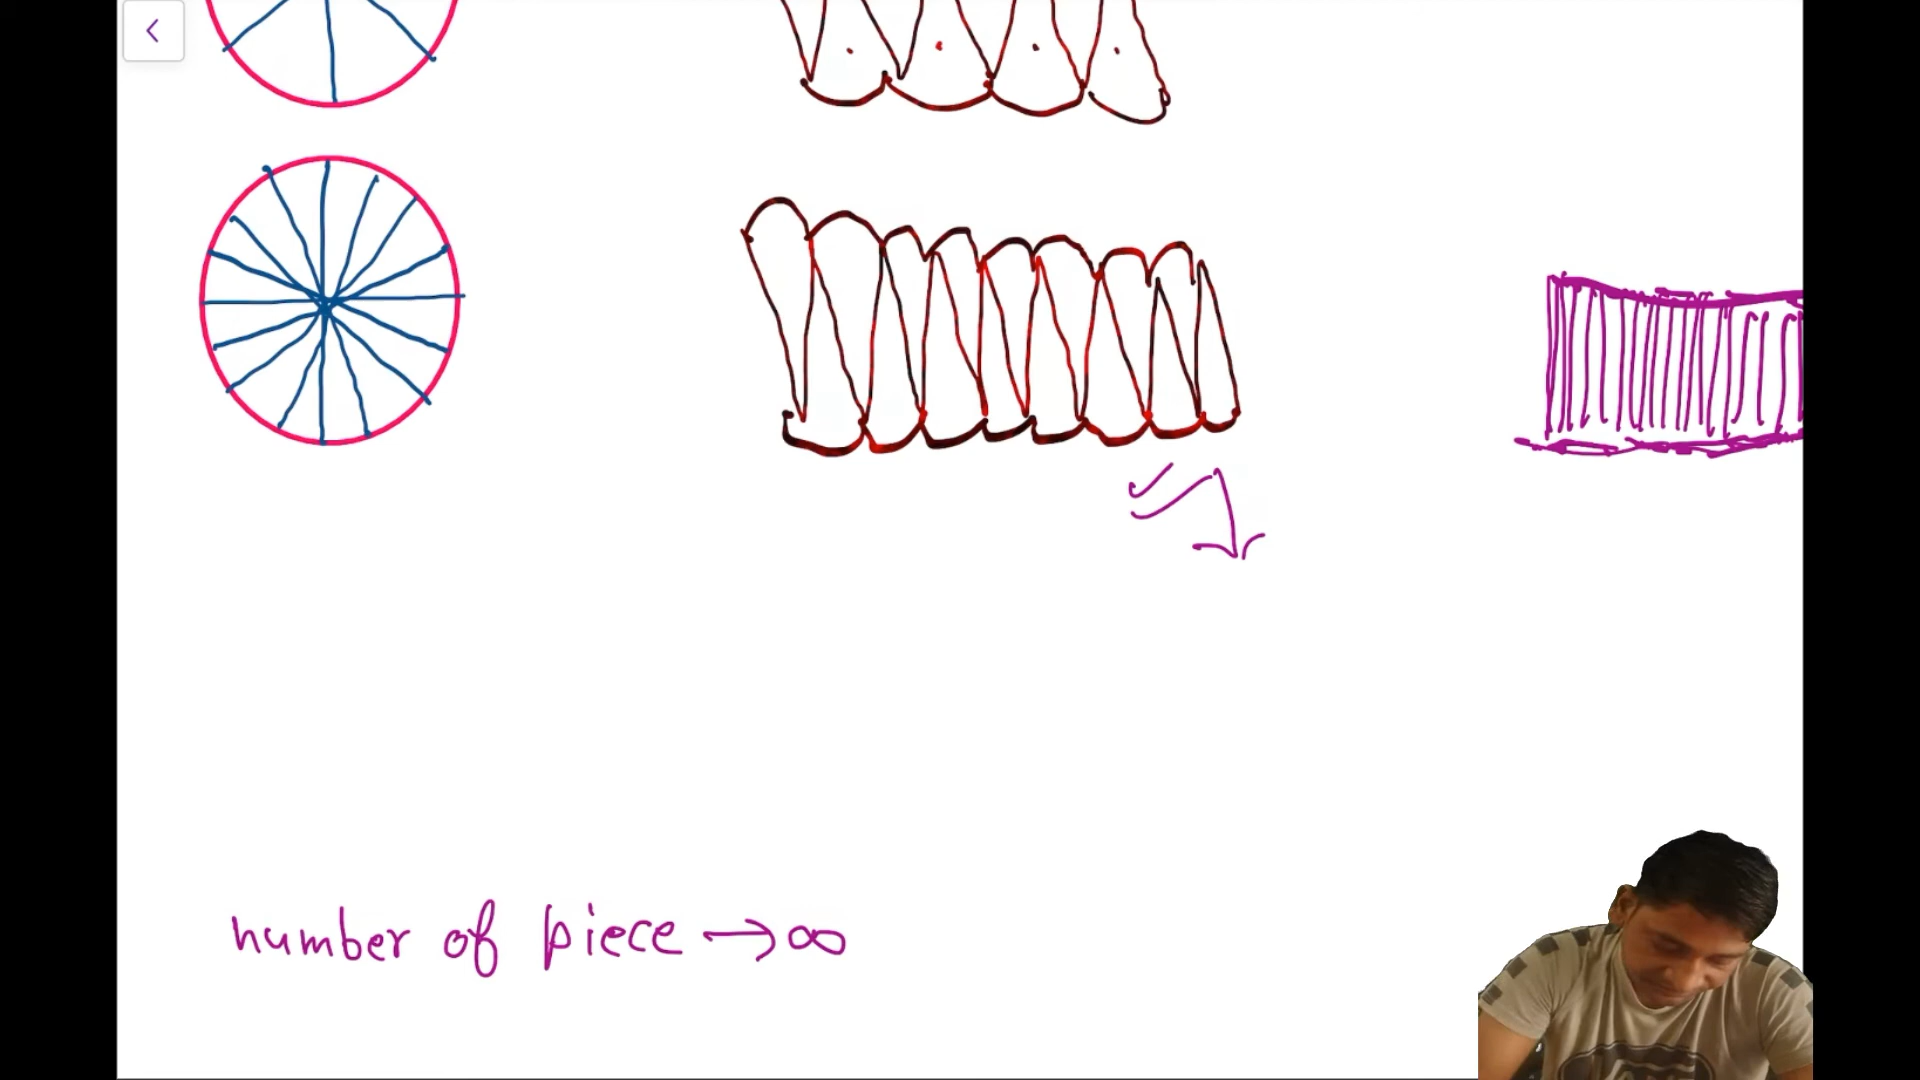 number of piece → ∞